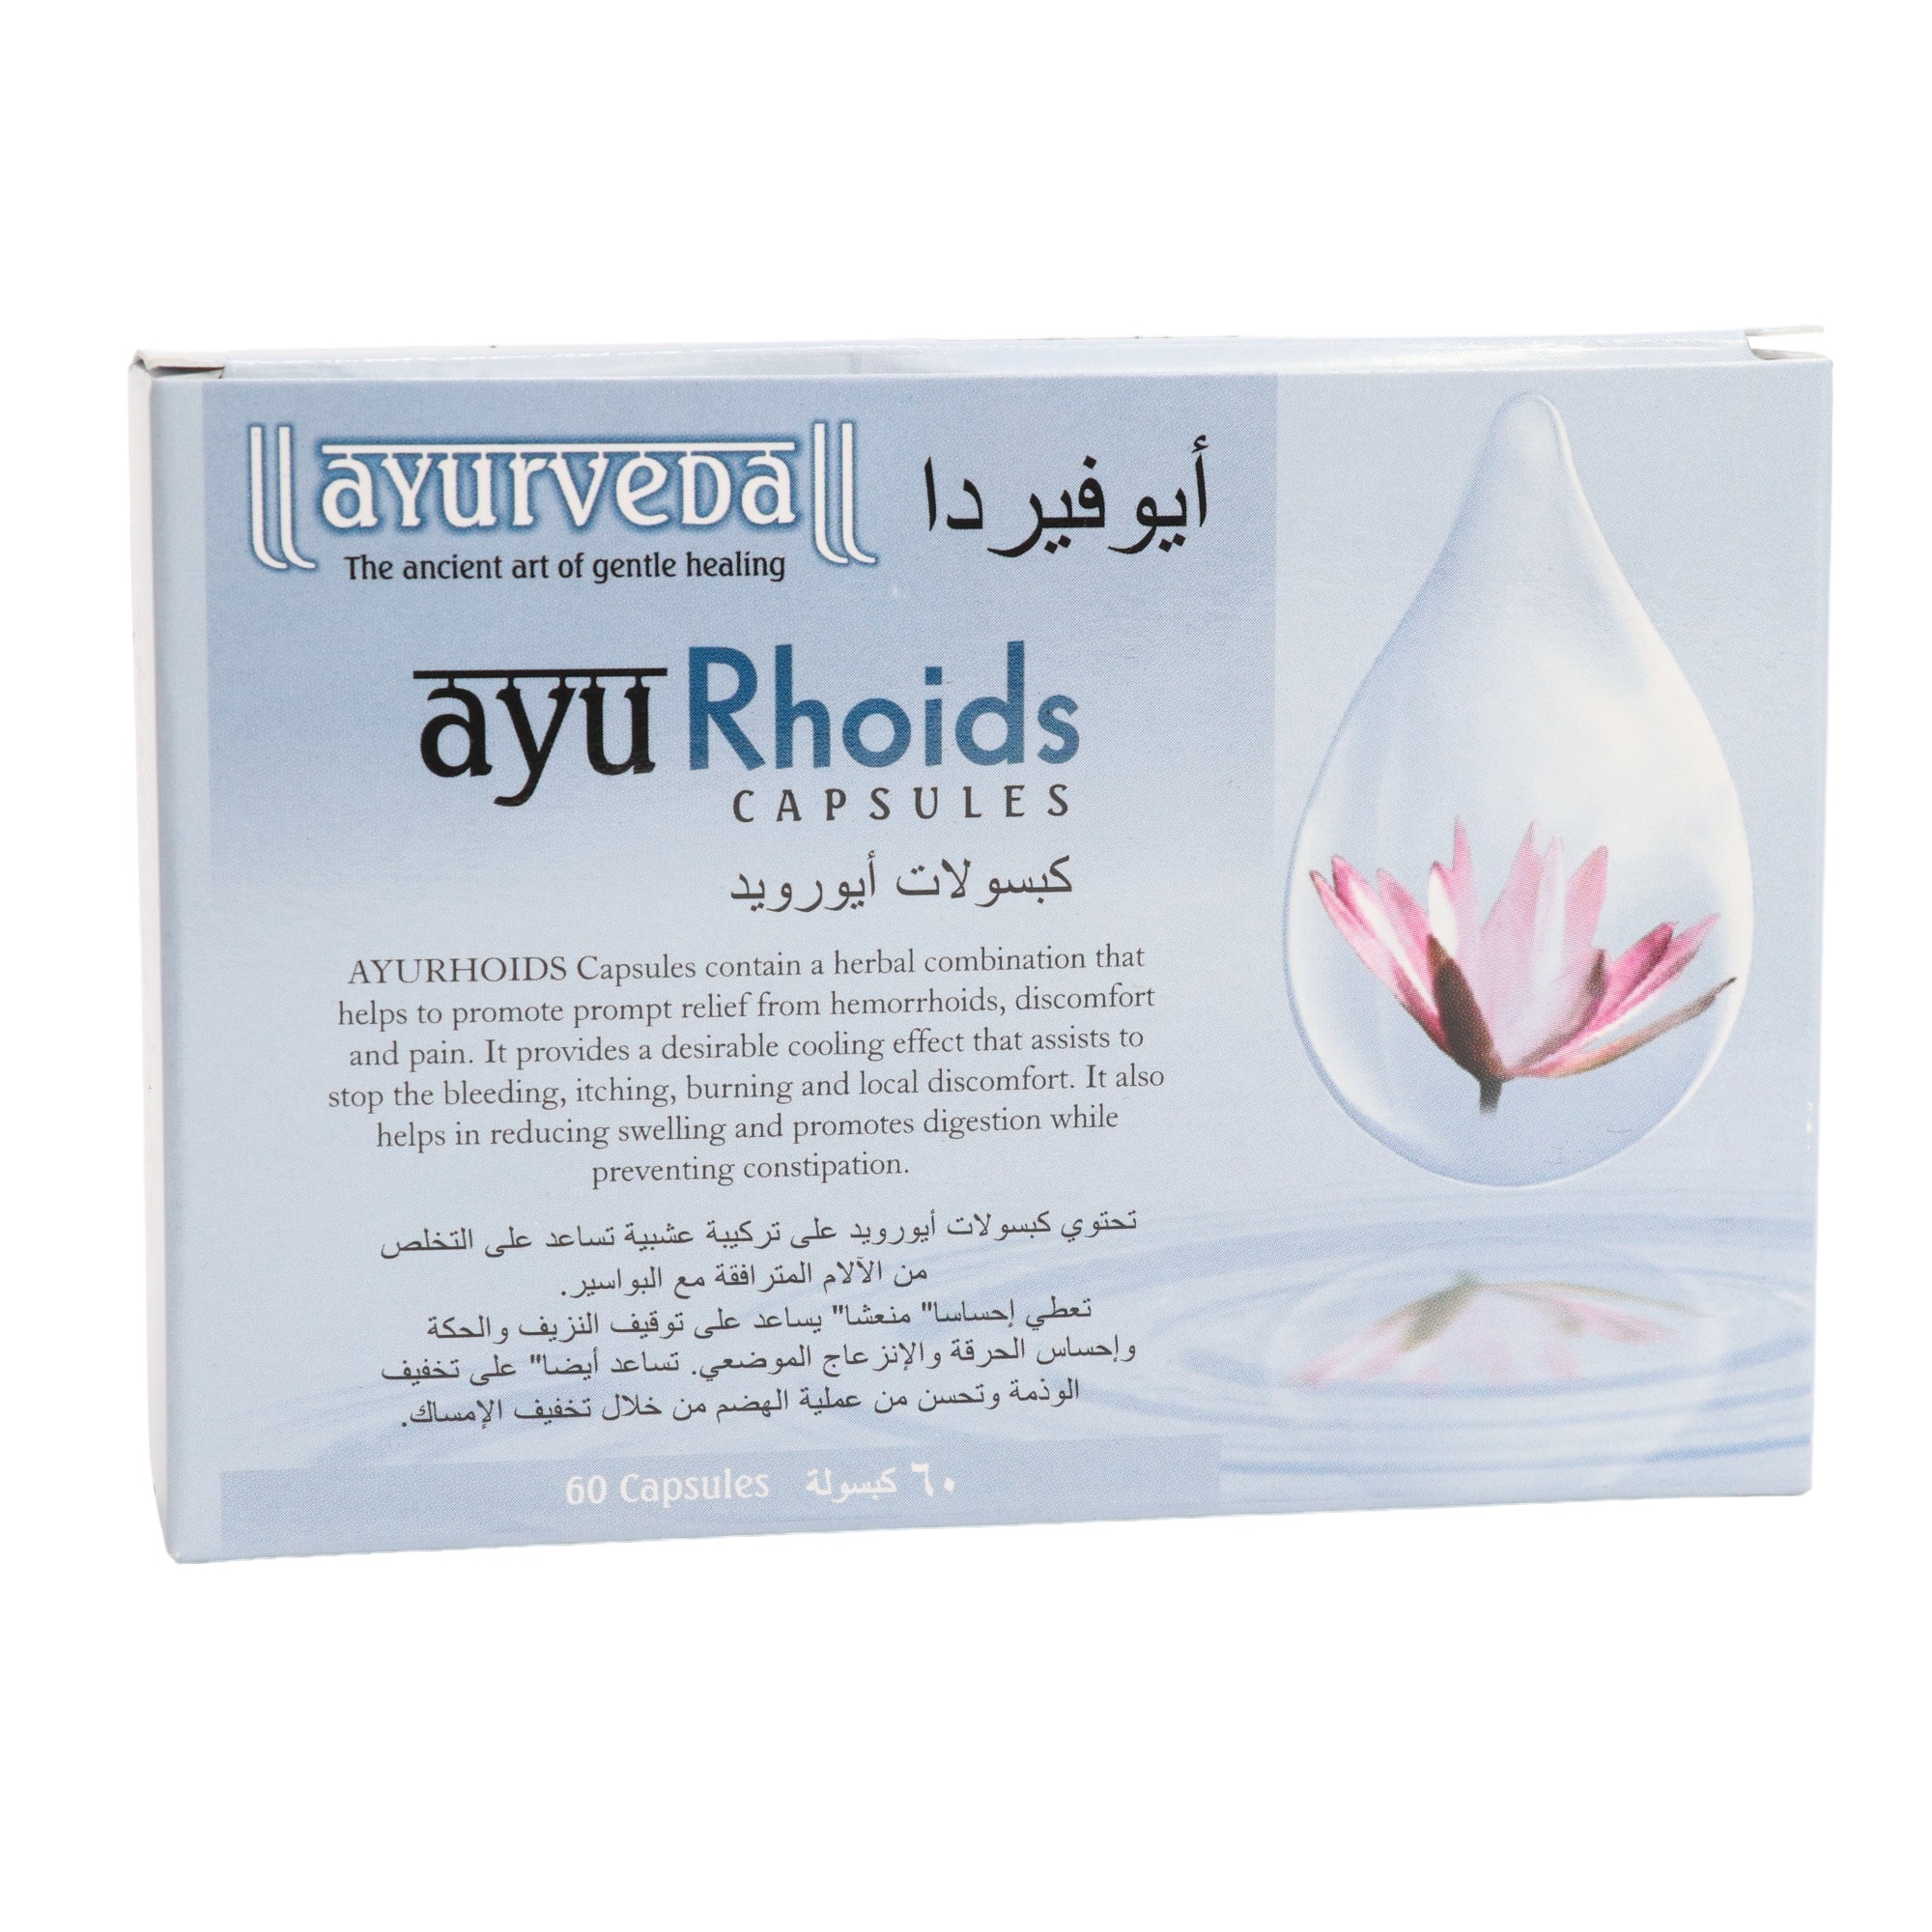 ayurveda
أيو فير دا
The ancient art of gentle healing
ayu Rhoids
CAPSULES
كبسولات أيورويد
AYURHOIDS Capsules contain a herbal combination that
helps to promote prompt relief from hemorrhoids, discomfort
and pain. It provides a desirable cooling effect that assists to
stop the bleeding, itching, burning and local discomfort. It also
helps in reducing swelling and promotes digestion while
preventing constipation.
تحتوي كبسولات أيورويد على تركيبة عشبية تساعد على التخلص
من الآلام المترافقة مع البواسير.
تعطي إحساسا" منعشا" يساعد على توقيف النزيف والحكة
وإحساس الحرقة والإنزعاج الموضعي. تساعد أيضا" على تخفيف
الوذمة وتحسن من عملية الهضم من خلال تخفيف الإمساك.
60 Capsules ٦٠ كبسولة